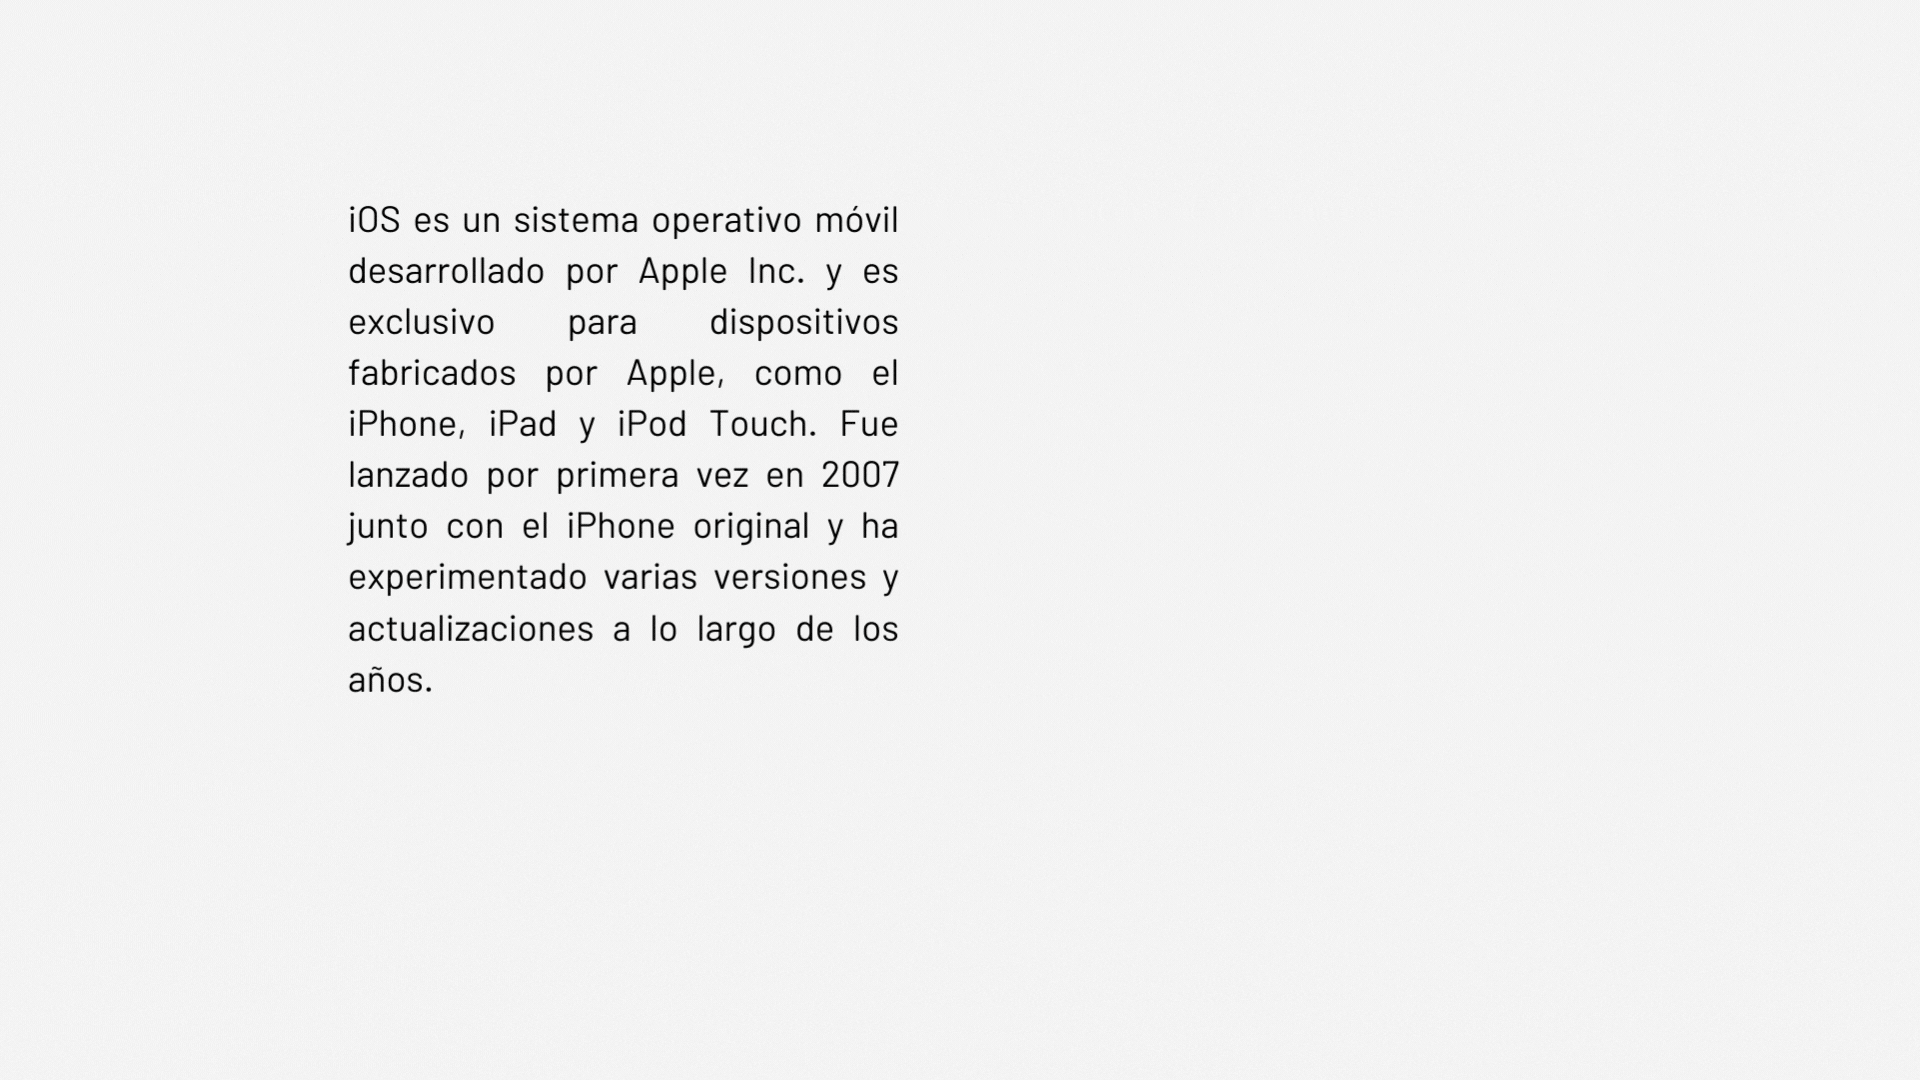 iOS es un sistema operativo móvil
desarrollado por Apple Inc. y es
exclusivo para dispositivos
fabricados por Apple, como el
iPhone, iPad y iPod Touch. Fue
lanzado por primera vez en 2007
junto con el iPhone original y ha
experimentado varias versiones y
actualizaciones a lo largo de los
años.